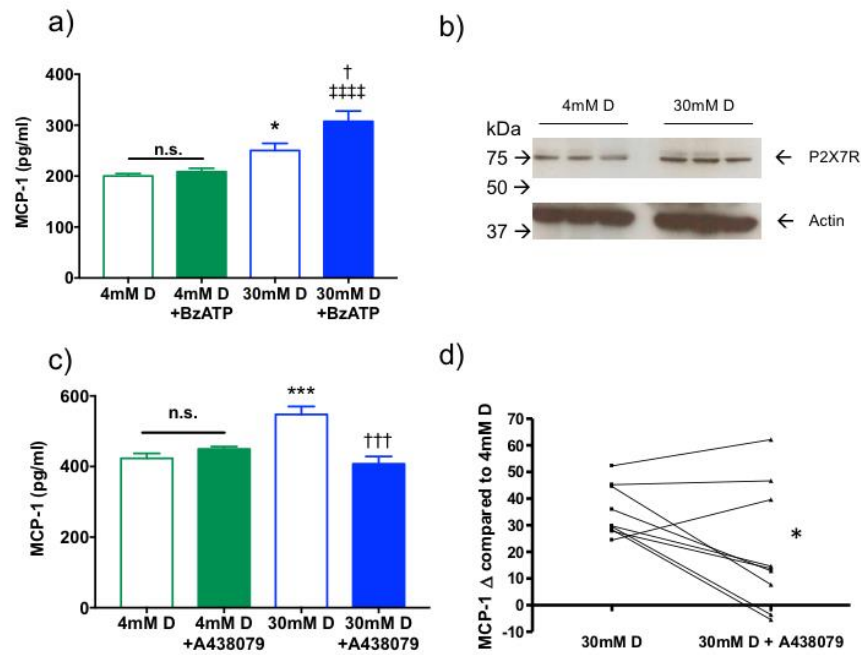 a)
400
300
200
100
0
MCP-1 (pg/ml)
n.s.
*
†
‡‡‡‡
4mM D
4mM D
+BzATP
30mM D
30mM D
+BzATP
b)
4mM D
30mM D
kDa
75 →
← P2X7R
50 →
← Actin
37 →
c)
600
400
200
0
MCP-1 (pg/ml)
n.s.
***
†††
4mM D
4mM D
+A438079
30mM D
30mM D
+A438079
d)
70
60
50
40
30
20
10
0
-10
MCP-1 Δ compared to 4mM D
*
30mM D
30mM D + A438079